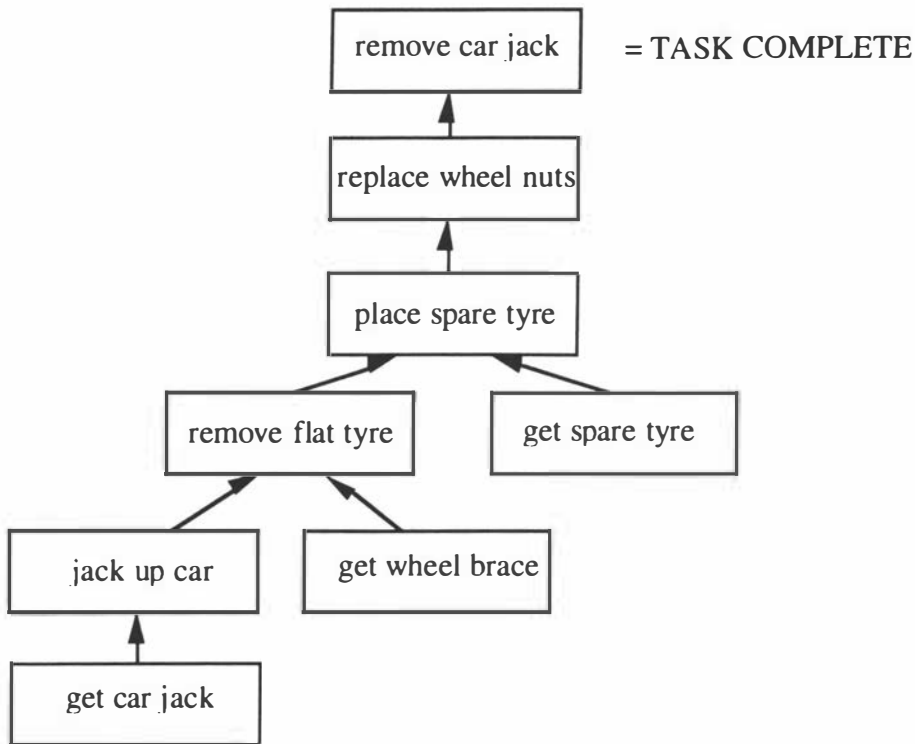 remove car jack = TASK COMPLETE
replace wheel nuts
place spare tyre
remove flat tyre
get spare tyre
jack up car
get wheel brace
get car jack